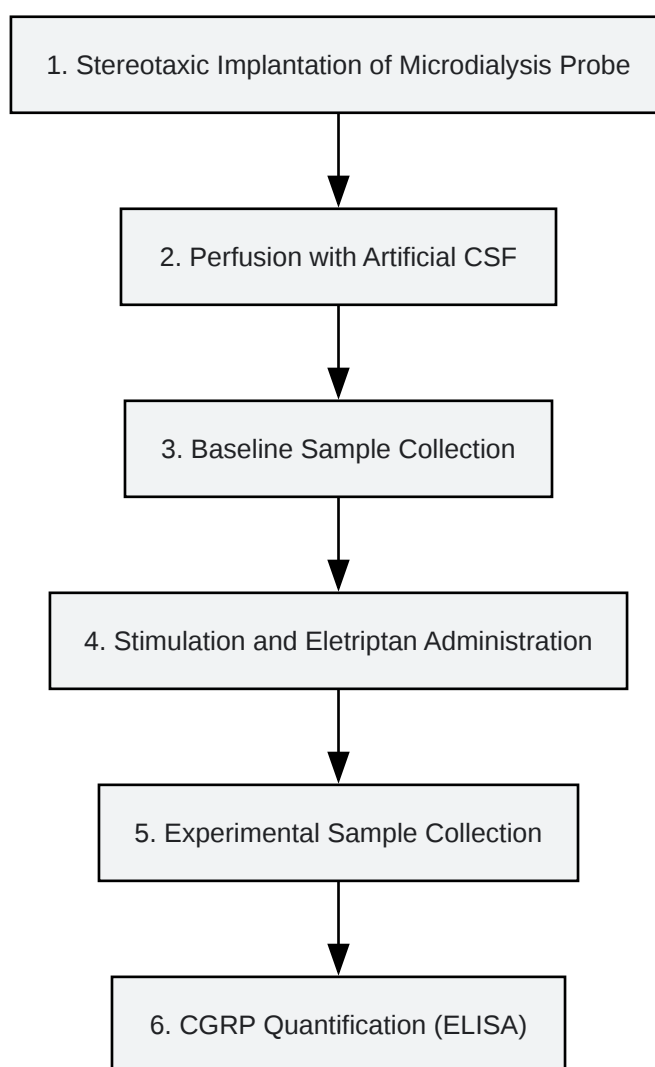 1. Stereotaxic Implantation of Microdialysis Probe
2. Perfusion with Artificial CSF
3. Baseline Sample Collection
4. Stimulation and Eletriptan Administration
5. Experimental Sample Collection
6. CGRP Quantification (ELISA)